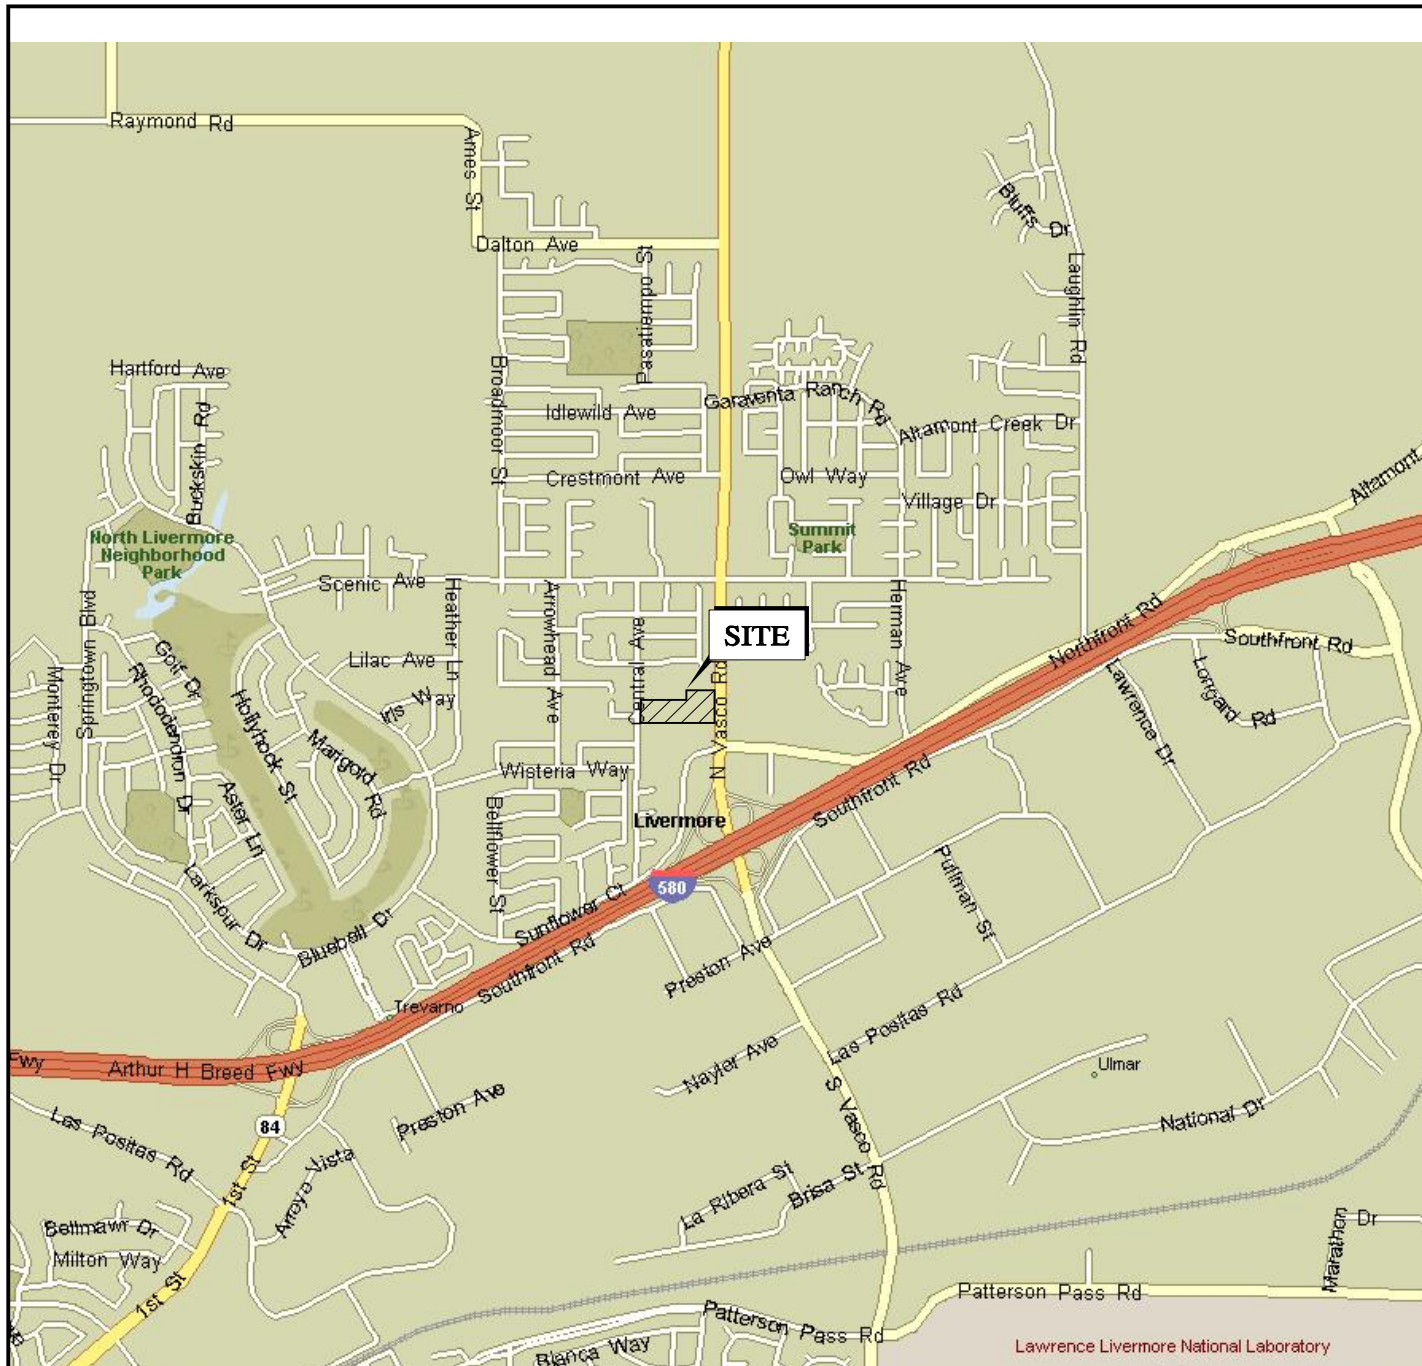 Raymond Rd
Ames St
Dalton Ave
Bluffs Dr
Laughlin Rd
Pasatiempo St
Hartford Ave
Buckskin Rd
Broadmoor St
Idlewild Ave
Garaventa Ranch Rd
Altamont Creek Dr
Crestmont Ave
Owl Way
Village Dr
Altamont
North Livermore
Neighborhood
Park
Summit
Park
Scenic Ave
Heather Ln
Arrowhead Ave
Central Ave
Herman Ave
SITE
Northfront Rd
Southfront Rd
Springtown Blvd
Golf Dr
Lilac Ave
Monterey Dr
Rhododendron Dr
Hollyhock St
Iris Way
Marigold Rd
N Vasco Rd
Lawrence Dr
Longard Rd
Wisteria Way
Aster Ln
Bellflower St
Livermore
Southfront Rd
580
Pullman St
Larkspur Dr
Bluebell Dr
Sunflower Ct
Southfront Rd
Preston Ave
Trevarno
Las Positas Rd
Fwy
Arthur H Breed Fwy
Naylor Ave
Ulmar
84
Preston Ave
S Vasco Rd
National Dr
Las Positas Rd
1st St
Arroyo Vista
La Ribera St
Brisa St
Bellmawr Dr
Milton Way
Marathon Dr
1st St
Patterson Pass Rd
Patterson Pass Rd
Bianca Way
Lawrence Livermore National Laboratory